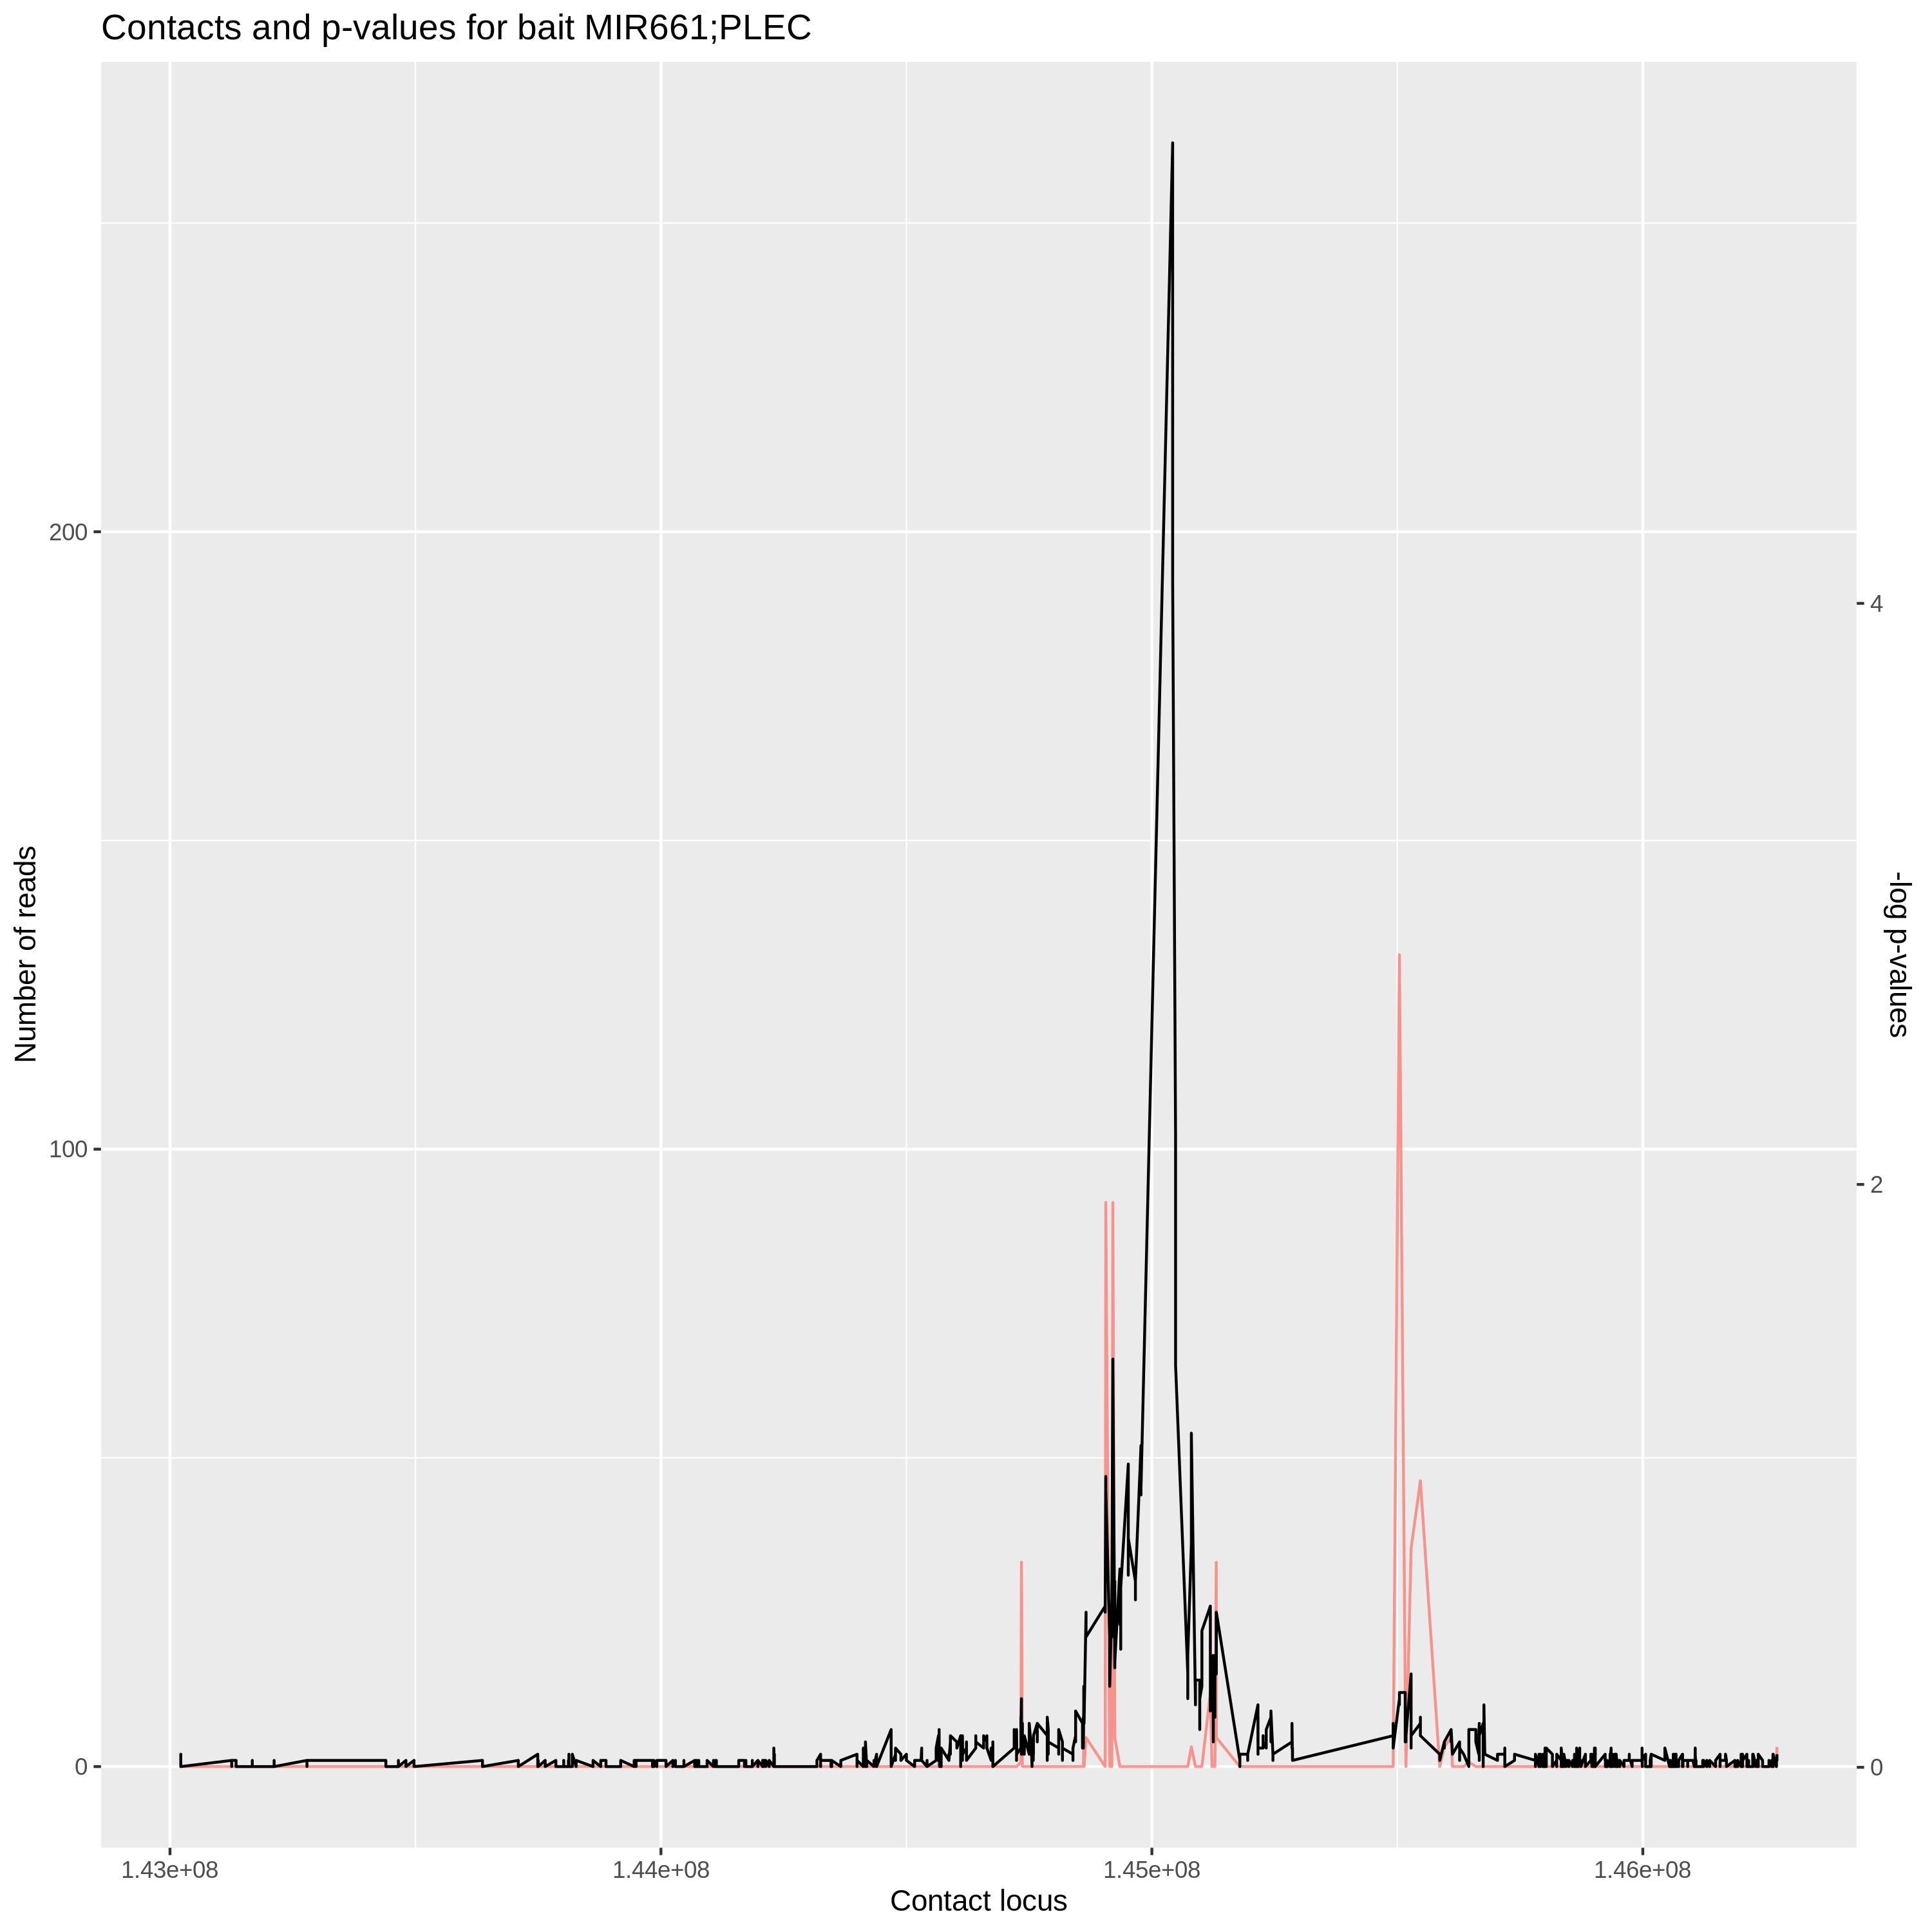 Contacts and p-values for bait MIR661;PLEC
Number of reads
200
100
0
-log p-values
4
2
0
1.43e+08
1.44e+08
1.45e+08
1.46e+08
Contact locus